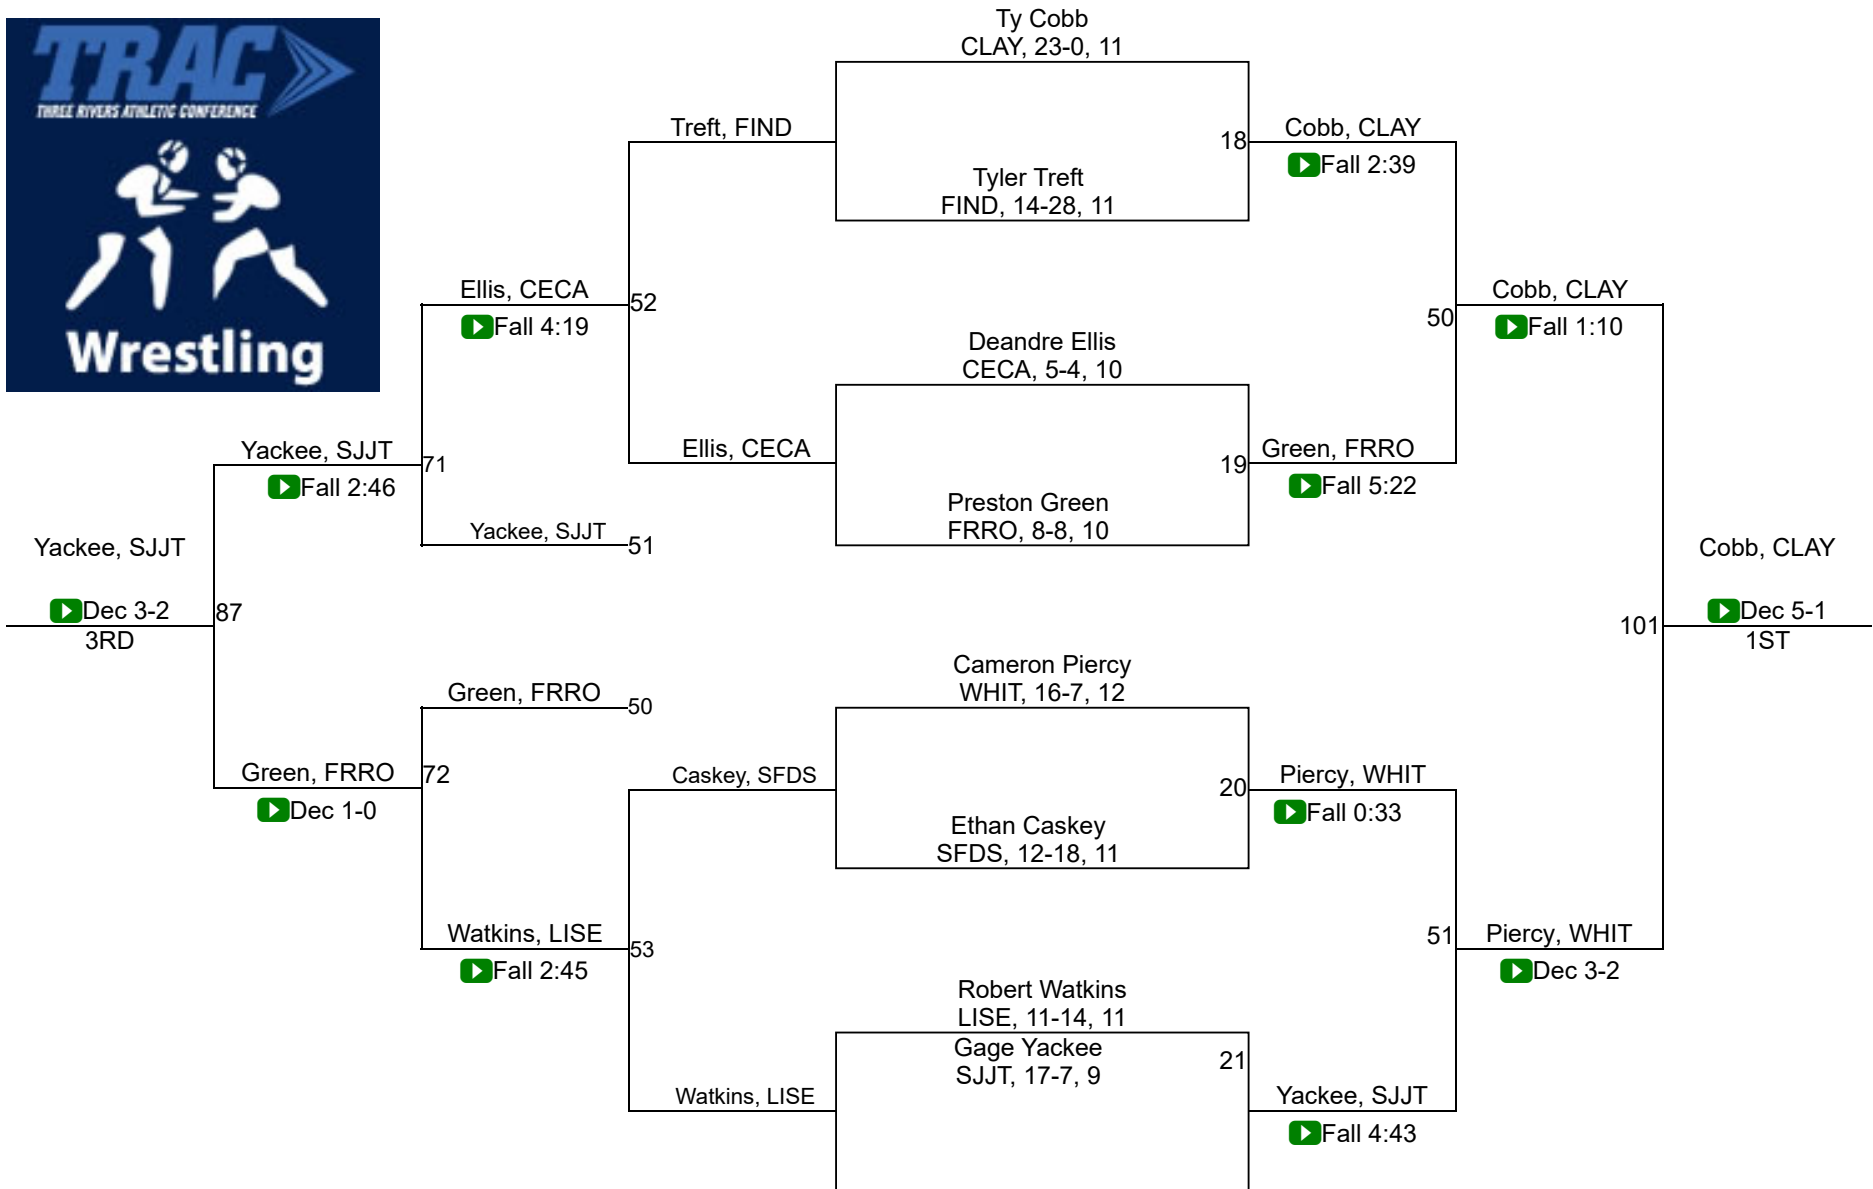 TRAC
THREE RIVERS ATHLETIC CONFERENCE
Wrestling
Ty Cobb
CLAY, 23-0, 11
Treft, FIND
18
Cobb, CLAY
Fall 2:39
Tyler Treft
FIND, 14-28, 11
Ellis, CECA
52
Fall 4:19
Cobb, CLAY
50
Fall 1:10
Deandre Ellis
CECA, 5-4, 10
Yackee, SJJT
71
Fall 2:46
Ellis, CECA
19
Green, FRRO
Fall 5:22
Preston Green
FRRO, 8-8, 10
Yackee, SJJT
51
Yackee, SJJT
Dec 3-2
87
3RD
Cobb, CLAY
101
Dec 5-1
1ST
Cameron Piercy
WHIT, 16-7, 12
Green, FRRO
50
Green, FRRO
72
Dec 1-0
Caskey, SFDS
20
Piercy, WHIT
Fall 0:33
Ethan Caskey
SFDS, 12-18, 11
Watkins, LISE
53
Fall 2:45
51
Piercy, WHIT
Dec 3-2
Robert Watkins
LISE, 11-14, 11
Gage Yackee
SJJT, 17-7, 9
21
Watkins, LISE
Yackee, SJJT
Fall 4:43